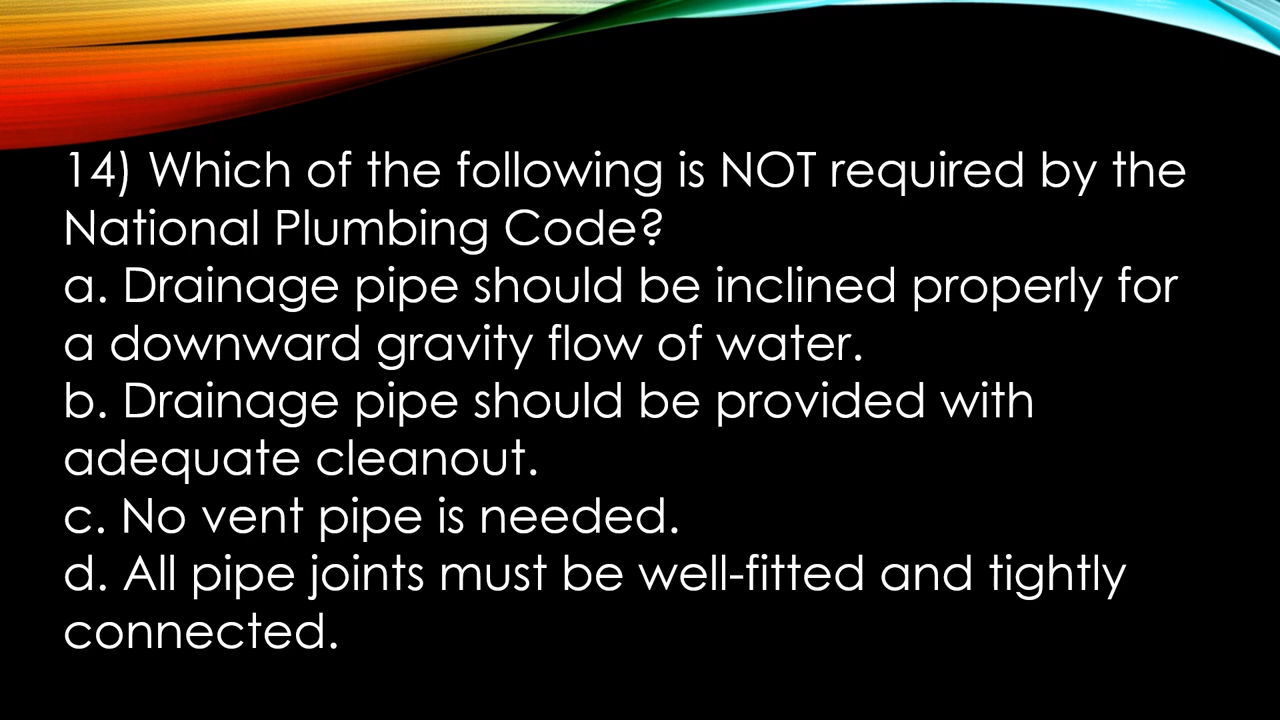 14) Which of the following is NOT required by the
National Plumbing Code?
a. Drainage pipe should be inclined properly for
a downward gravity flow of water.
b. Drainage pipe should be provided with
adequate cleanout.
c. No vent pipe is needed.
d. All pipe joints must be well-fitted and tightly
connected.